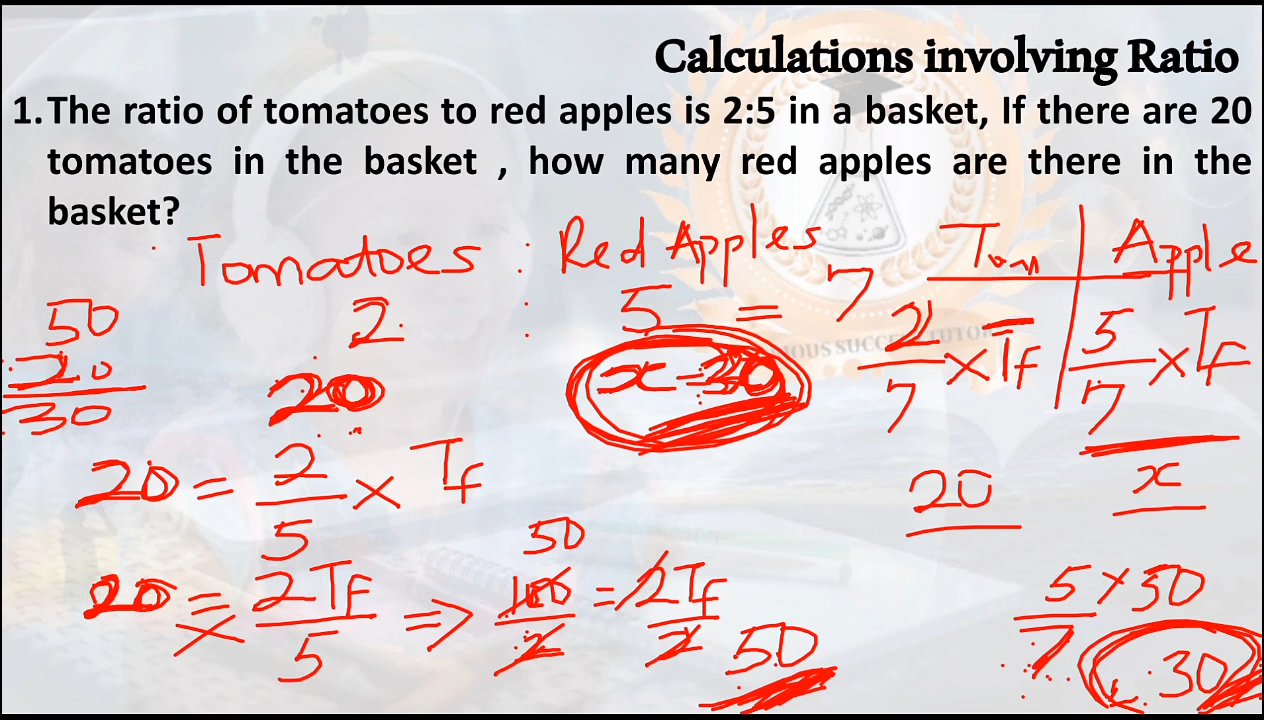 Calculations involving Ratio
1. The ratio of tomatoes to red apples is 2:5 in a basket, If there are 20
tomatoes in the basket , how many red apples are there in the
basket?
Tomatoes : Red Apples
2 : 5 = 7
20
x = 30
50
20
30
20 = 2/5 × Tf
20 = 2Tf/5 => 100/2 = 2Tf/2
50
50
Tom | Apple
2/7 × Tf | 5/7 × Tf
20 x
5 × 50
7
30